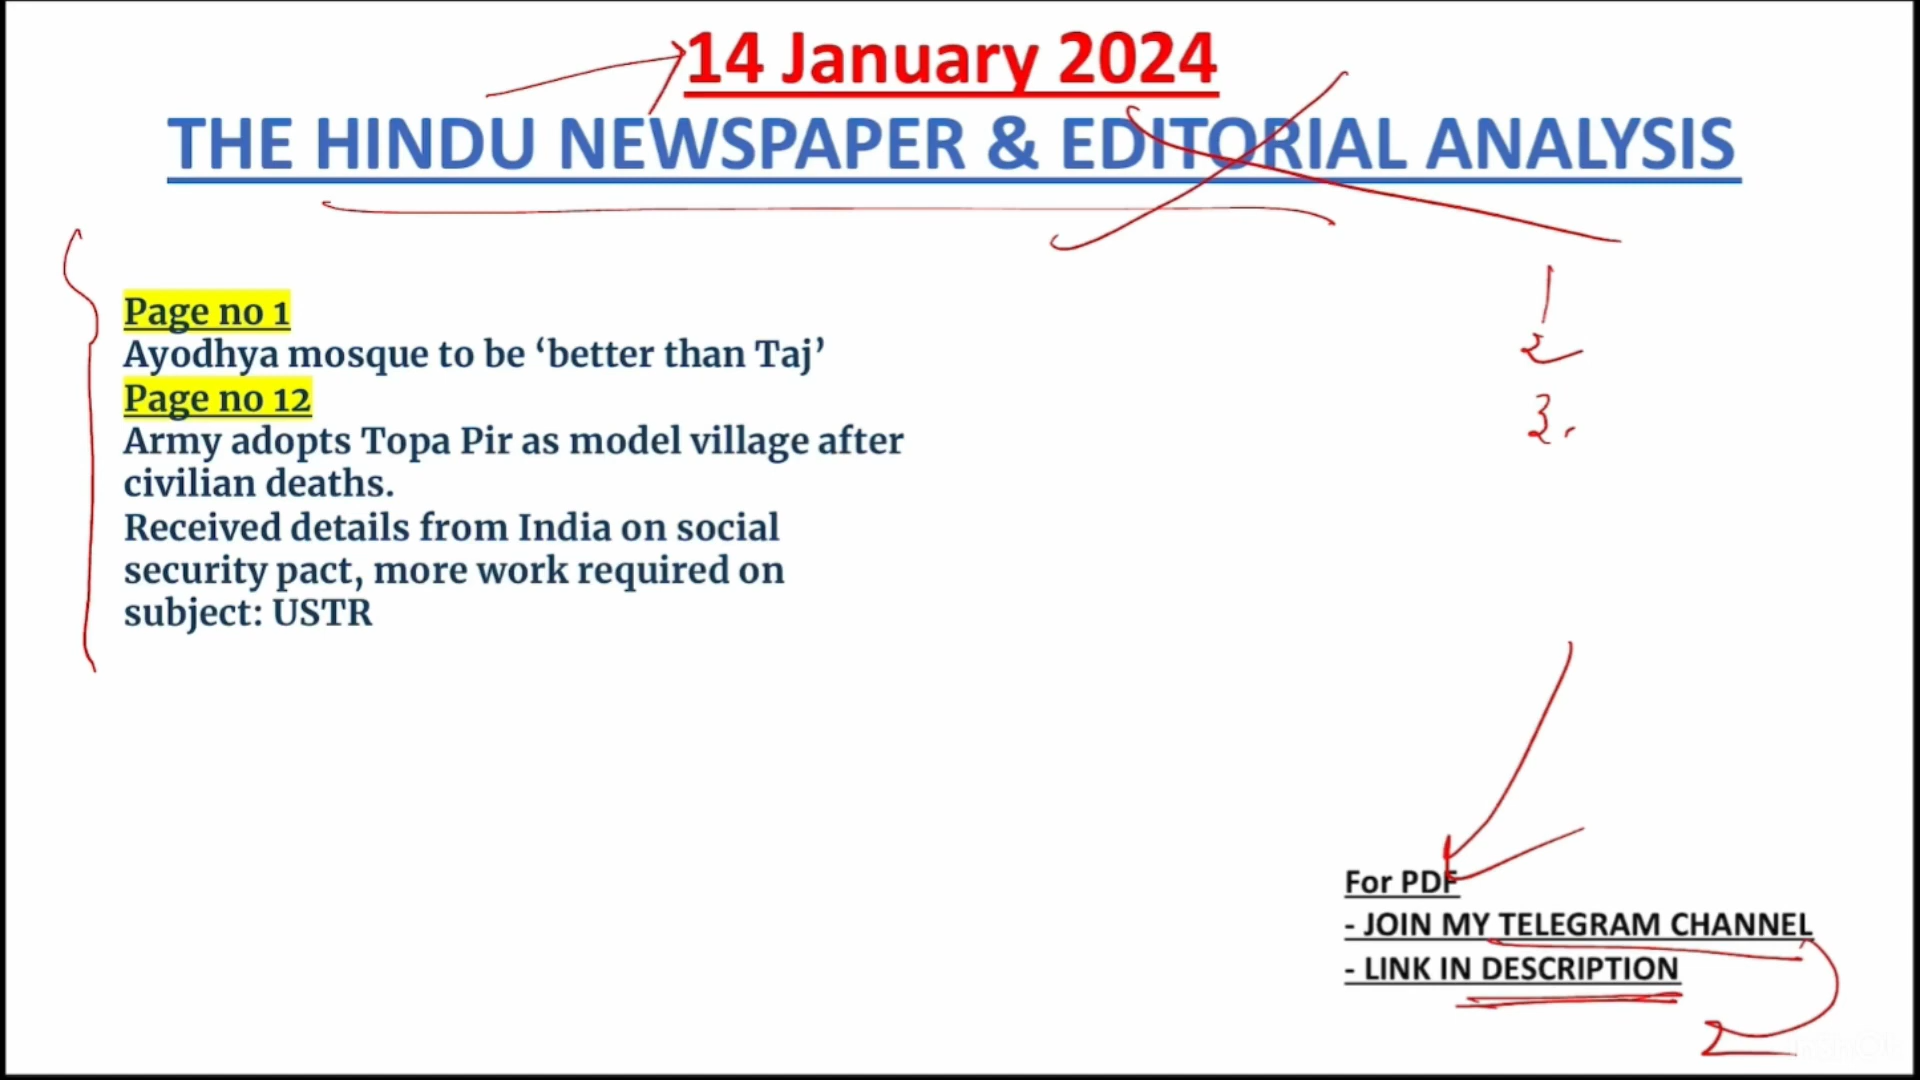 14 January 2024
THE HINDU NEWSPAPER & EDITORIAL ANALYSIS
Page no 1
Ayodhya mosque to be ‘better than Taj’
Page no 12
Army adopts Topa Pir as model village after
civilian deaths.
Received details from India on social
security pact, more work required on
subject: USTR
1
2
3.
For PDF
- JOIN MY TELEGRAM CHANNEL
- LINK IN DESCRIPTION